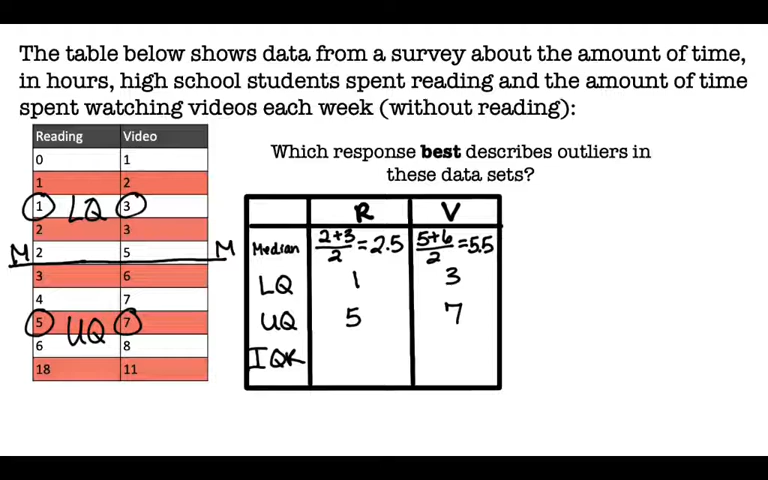 The table below shows data from a survey about the amount of time,
in hours, high school students spent reading and the amount of time
spent watching videos each week (without reading):
Reading Video
0 1
1 2
1 LQ 3
2 3
M 2 5 M
3 6
4 7
5 UQ 7
6 8
18 11
Which response best describes outliers in
these data sets?
R V
Median 2+3/2 = 2.5 5+6/2 = 5.5
LQ 1 3
UQ 5 7
IQR